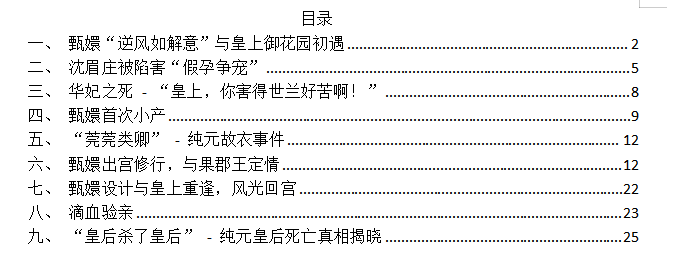 目录
一、 甄嬛“逆风如解意”与皇上御花园初遇 2
二、 沈眉庄被陷害“假孕争宠” 5
三、 华妃之死 - “皇上，你害得世兰好苦啊！” 8
四、 甄嬛首次小产 9
五、 “莞莞类卿” - 纯元故衣事件 12
六、 甄嬛出宫修行，与果郡王定情 12
七、 甄嬛设计与皇上重逢，风光回宫 22
八、 滴血验亲 23
九、 “皇后杀了皇后” - 纯元皇后死亡真相揭晓 25